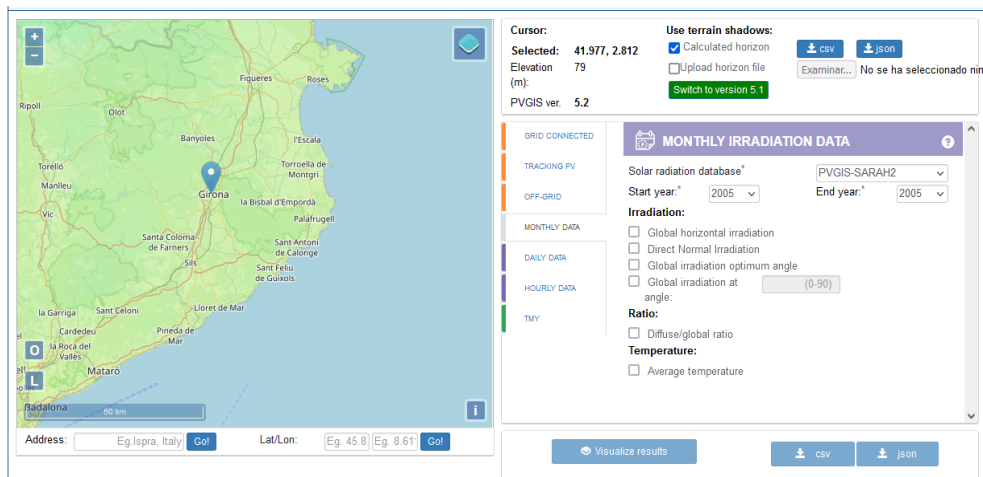 +
−
Figueres
Roses
Ripoll
Olot
Banyoles
l'Escala
Torelló
Torroella de
Montgrí
Manlleu
Girona
la Bisbal d'Empordà
Vic
Palafrugell
Santa Coloma
de Farners
Sant Antoni
de Calonge
Sils
Sant Feliu
de Guíxols
la Garriga
Sant Celoni
Lloret de Mar
Cardedeu
Pineda de
Mar
la Roca del
Vallès
O
Mataró
L
Badalona
50 km
i
Address:
Eg.Ispra, Italy
Go!
Lat/Lon:
Eg. 45.8
Eg. 8.61
Go!
Cursor:
Use terrain shadows:
Selected: 41.977, 2.812
Calculated horizon
csv
json
Elevation
(m):
79
Upload horizon file
Examinar... No se ha seleccionado nin
Switch to version 5.1
PVGIS ver. 5.2
GRID CONNECTED
TRACKING PV
OFF-GRID
MONTHLY DATA
DAILY DATA
HOURLY DATA
TMY
MONTHLY IRRADIATION DATA
?
Solar radiation database*
PVGIS-SARAH2
Start year:* 2005
End year:* 2005
Irradiation:
Global horizontal irradiation
Direct Normal Irradiation
Global irradiation optimum angle
Global irradiation at
angle:
(0-90)
Ratio:
Diffuse/global ratio
Temperature:
Average temperature
Visualize results
csv
json